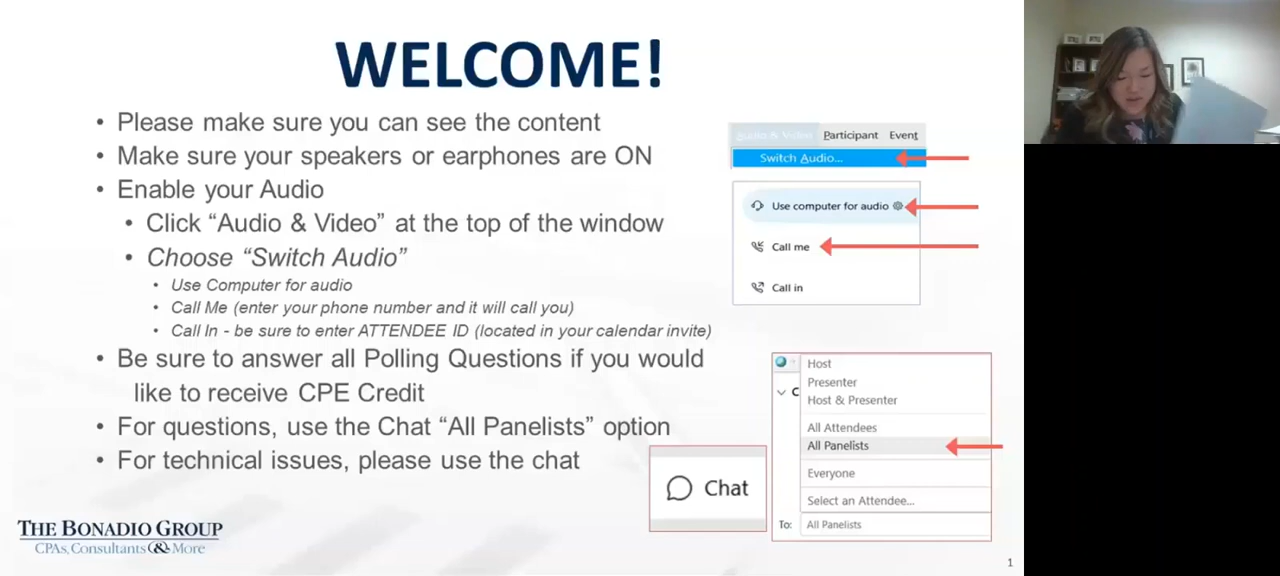 WELCOME!
• Please make sure you can see the content
• Make sure your speakers or earphones are ON
• Enable your Audio
• Click “Audio & Video” at the top of the window
• Choose “Switch Audio”
• Use Computer for audio
• Call Me (enter your phone number and it will call you)
• Call In - be sure to enter ATTENDEE ID (located in your calendar invite)
• Be sure to answer all Polling Questions if you would
like to receive CPE Credit
• For questions, use the Chat “All Panelists” option
• For technical issues, please use the chat
Audio & Video Participant Event
Switch Audio...
Use computer for audio
Call me
Call in
Host
Presenter
Host & Presenter
All Attendees
All Panelists
Everyone
Select an Attendee...
To: All Panelists
C
Chat
THE BONADIO GROUP
CPAs, Consultants & More
1